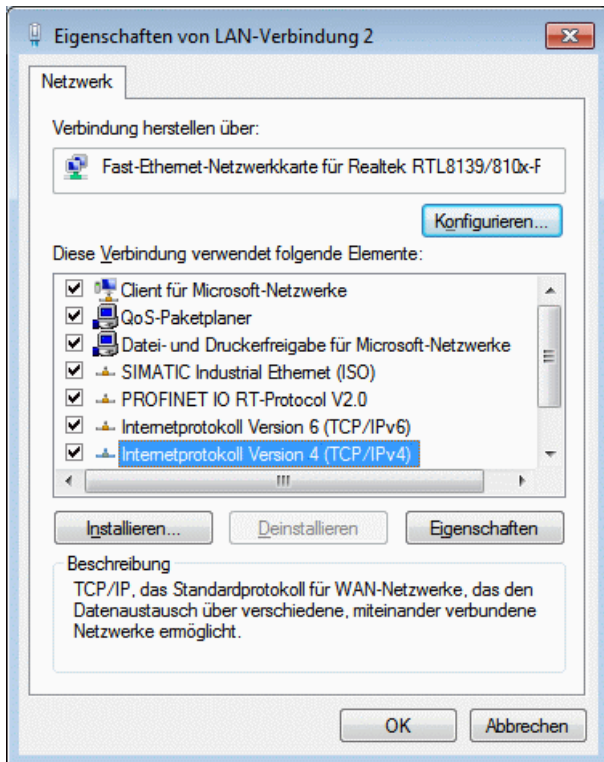 Eigenschaften von LAN-Verbindung 2
Netzwerk
Verbindung herstellen über:
Fast-Ethernet-Netzwerkkarte für Realtek RTL8139/810x-F
Konfigurieren...
Diese Verbindung verwendet folgende Elemente:
Client für Microsoft-Netzwerke
QoS-Paketplaner
Datei- und Druckerfreigabe für Microsoft-Netzwerke
SIMATIC Industrial Ethernet (ISO)
PROFINET IO RT-Protocol V2.0
Internetprotokoll Version 6 (TCP/IPv6)
Internetprotokoll Version 4 (TCP/IPv4)
Installieren...
Deinstallieren
Eigenschaften
Beschreibung
TCP/IP, das Standardprotokoll für WAN-Netzwerke, das den
Datenaustausch über verschiedene, miteinander verbundene
Netzwerke ermöglicht.
OK
Abbrechen